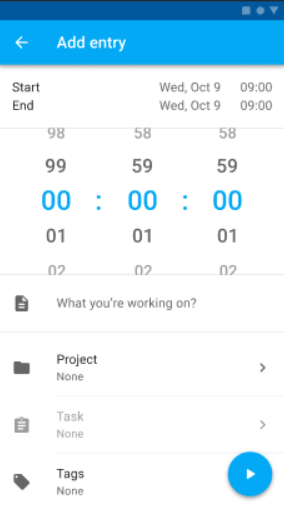 Add entry
Start Wed, Oct 9 09:00
End Wed, Oct 9 09:00
98 58 58
99 59 59
00 : 00 : 00
01 01 01
02 02 02
What you're working on?
Project
None
Task
None
Tags
None